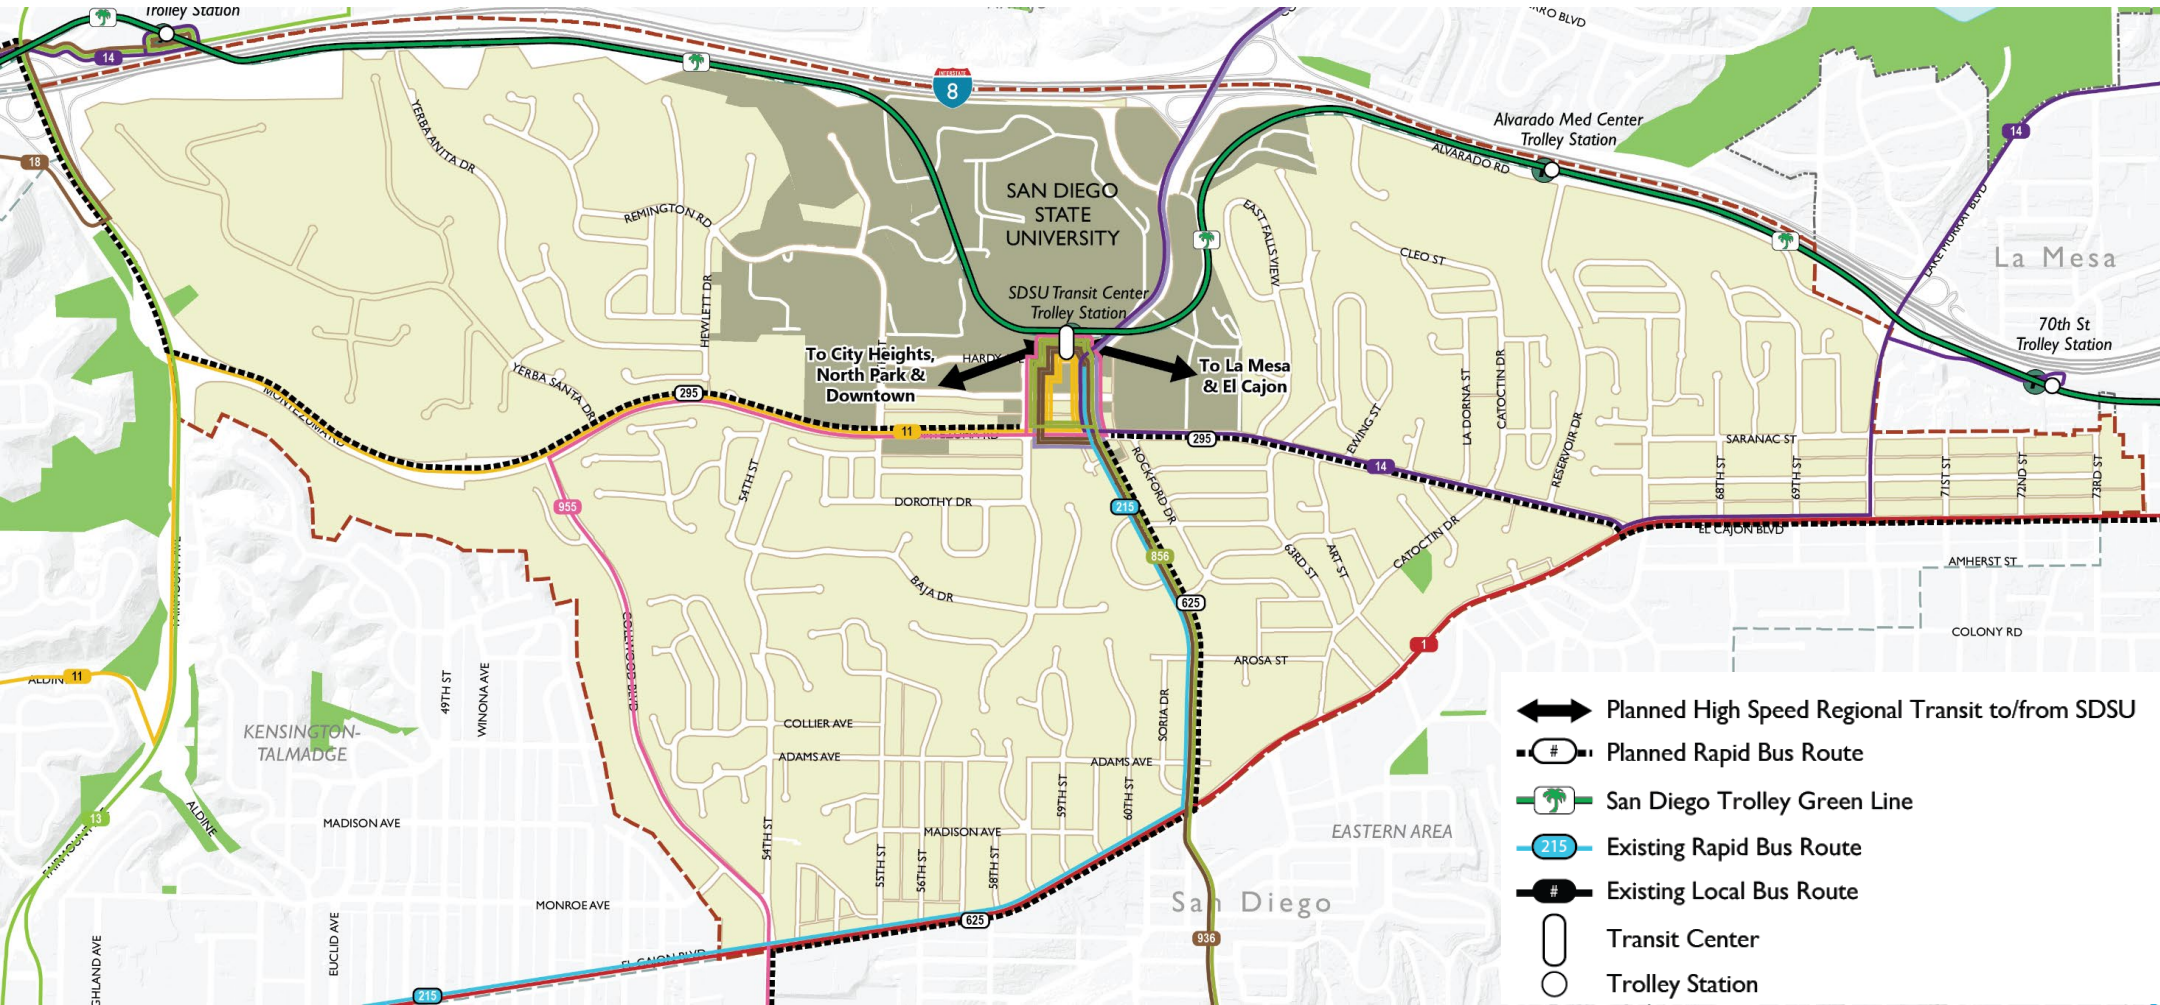 Trolley Station
14
18
INTERSTATE
8
14
YERBA ANITA DR
REMINGTON RD
HEWLETT DR
SAN DIEGO
STATE
UNIVERSITY
SDSU Transit Center
Trolley Station
EAST FALLS VIEW
Alvarado Med Center
Trolley Station
ALVARADO RD
CLEO ST
LAKE MURRAY BLVD
La Mesa
70th St
Trolley Station
To City Heights,
North Park &
Downtown
HARDY
To La Mesa
& El Cajon
YERBA SANTA DR
MONTEZUMA RD
295
11
295
14
EWING ST
LA DORNA ST
CATOCTIN DR
RESERVOIR DR
SARANAC ST
68TH ST
69TH ST
71ST ST
72ND ST
73RD ST
EL CAJON BLVD
AMHERST ST
COLONY RD
955
54TH ST
DOROTHY DR
ROCKFORD DR
215
856
625
63RD ST
ART ST
CATOCTIN DR
BAJA DR
COLLWOOD BLVD
FAIRMOUNT AVE
AROSA ST
1
11
49TH ST
WINONA AVE
KENSINGTON-
TALMADGE
COLLIER AVE
ADAMS AVE
ADAMS AVE
SORIA DR
59TH ST
60TH ST
13
ALDINE
MADISON AVE
MADISON AVE
54TH ST
55TH ST
56TH ST
58TH ST
EASTERN AREA
San Diego
MONROE AVE
EUCLID AVE
625
936
EL CAJON BLVD
215
Planned High Speed Regional Transit to/from SDSU
# Planned Rapid Bus Route
San Diego Trolley Green Line
215 Existing Rapid Bus Route
# Existing Local Bus Route
Transit Center
Trolley Station